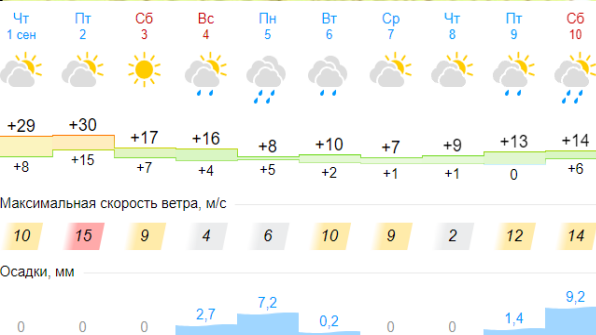 Чт Пт Сб Вс Пн Вт Ср Чт Пт Сб
1 сен 2 3 4 5 6 7 8 9 10
+29 +30 +17 +16 +8 +10 +7 +9 +13 +14
+8 +15 +7 +4 +5 +2 +1 +1 0 +6
Максимальная скорость ветра, м/с
10 15 9 4 6 10 9 2 12 14
Осадки, мм
0 0 0 2,7 7,2 0,2 0 0 1,4 9,2